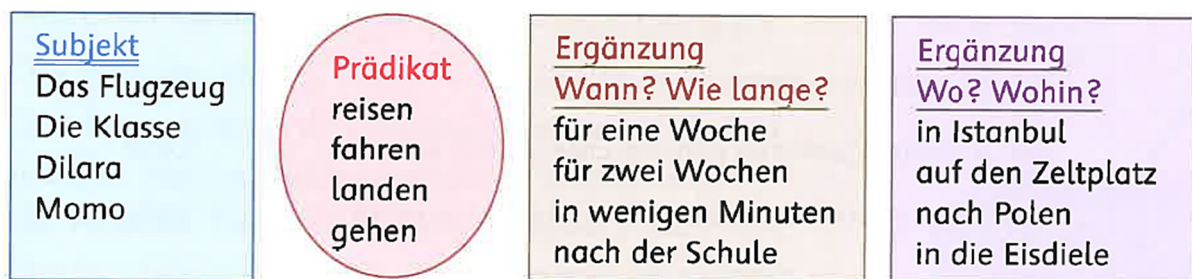 Subjekt
Das Flugzeug
Die Klasse
Dilara
Momo
Prädikat
reisen
fahren
landen
gehen
Ergänzung
Wann? Wie lange?
für eine Woche
für zwei Wochen
in wenigen Minuten
nach der Schule
Ergänzung
Wo? Wohin?
in Istanbul
auf den Zeltplatz
nach Polen
in die Eisdiele